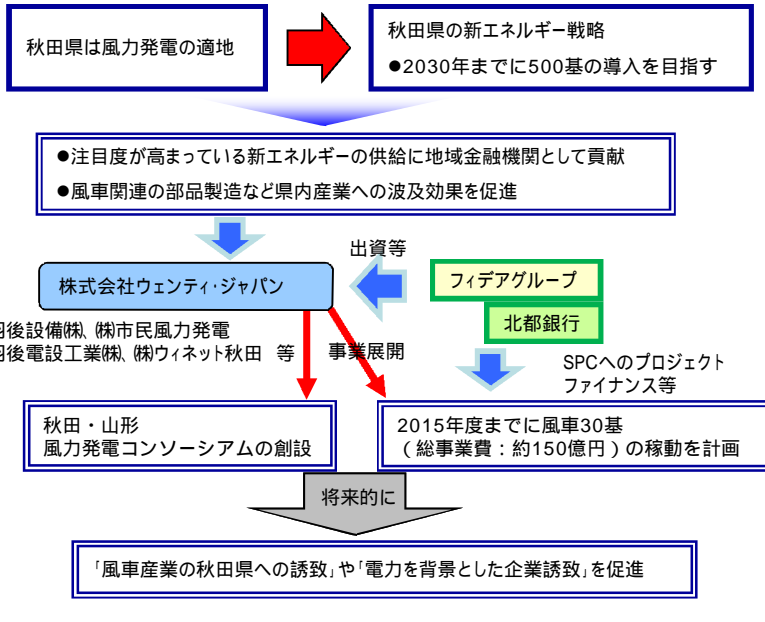 秋田県は風力発電の適地
秋田県の新エネルギー戦略
●2030年までに500基の導入を目指す
●注目度が高まっている新エネルギーの供給に地域金融機関として貢献
●風車関連の部品製造など県内産業への波及効果を促進
出資等
株式会社ウェンティ・ジャパン
フィデアグループ
北都銀行
後設備㈱、㈱市民風力発電
後電設工業㈱、㈱ウィネット秋田 等
事業展開
SPCへのプロジェクト
ファイナンス等
秋田・山形
風力発電コンソーシアムの創設
2015年度までに風車30基
(総事業費:約150億円)の稼動を計画
将来的に
「風車産業の秋田県への誘致」や「電力を背景とした企業誘致」を促進